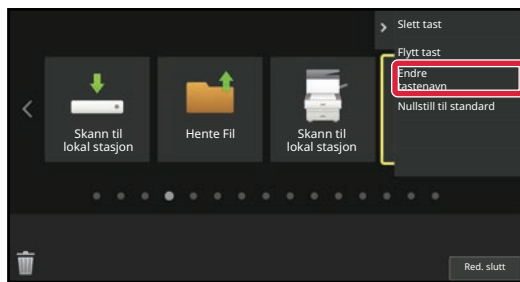 Slett tast
Flytt tast
Endre
tastenavn
Nullstill til standard
Skann til
lokal stasjon
Hente Fil
Skann til
lokal stasjon
Red. slutt